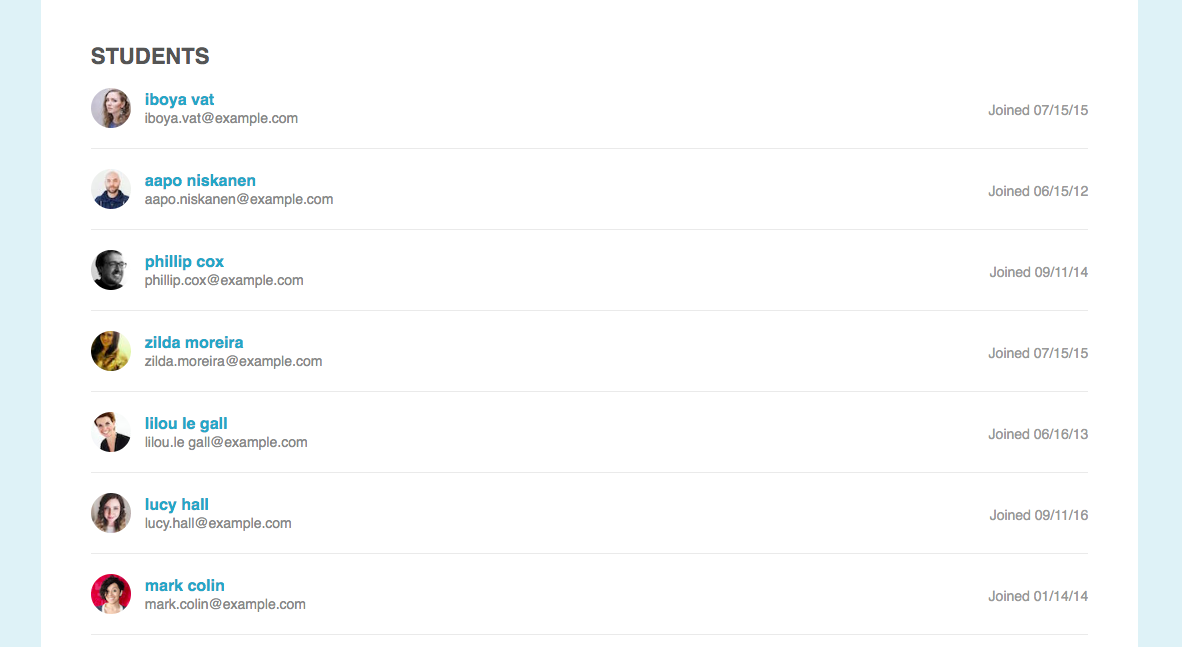 STUDENTS
iboya vat
iboya.vat@example.com
Joined 07/15/15
aapo niskanen
aapo.niskanen@example.com
Joined 06/15/12
phillip cox
phillip.cox@example.com
Joined 09/11/14
zilda moreira
zilda.moreira@example.com
Joined 07/15/15
lilou le gall
lilou.le gall@example.com
Joined 06/16/13
lucy hall
lucy.hall@example.com
Joined 09/11/16
mark colin
mark.colin@example.com
Joined 01/14/14